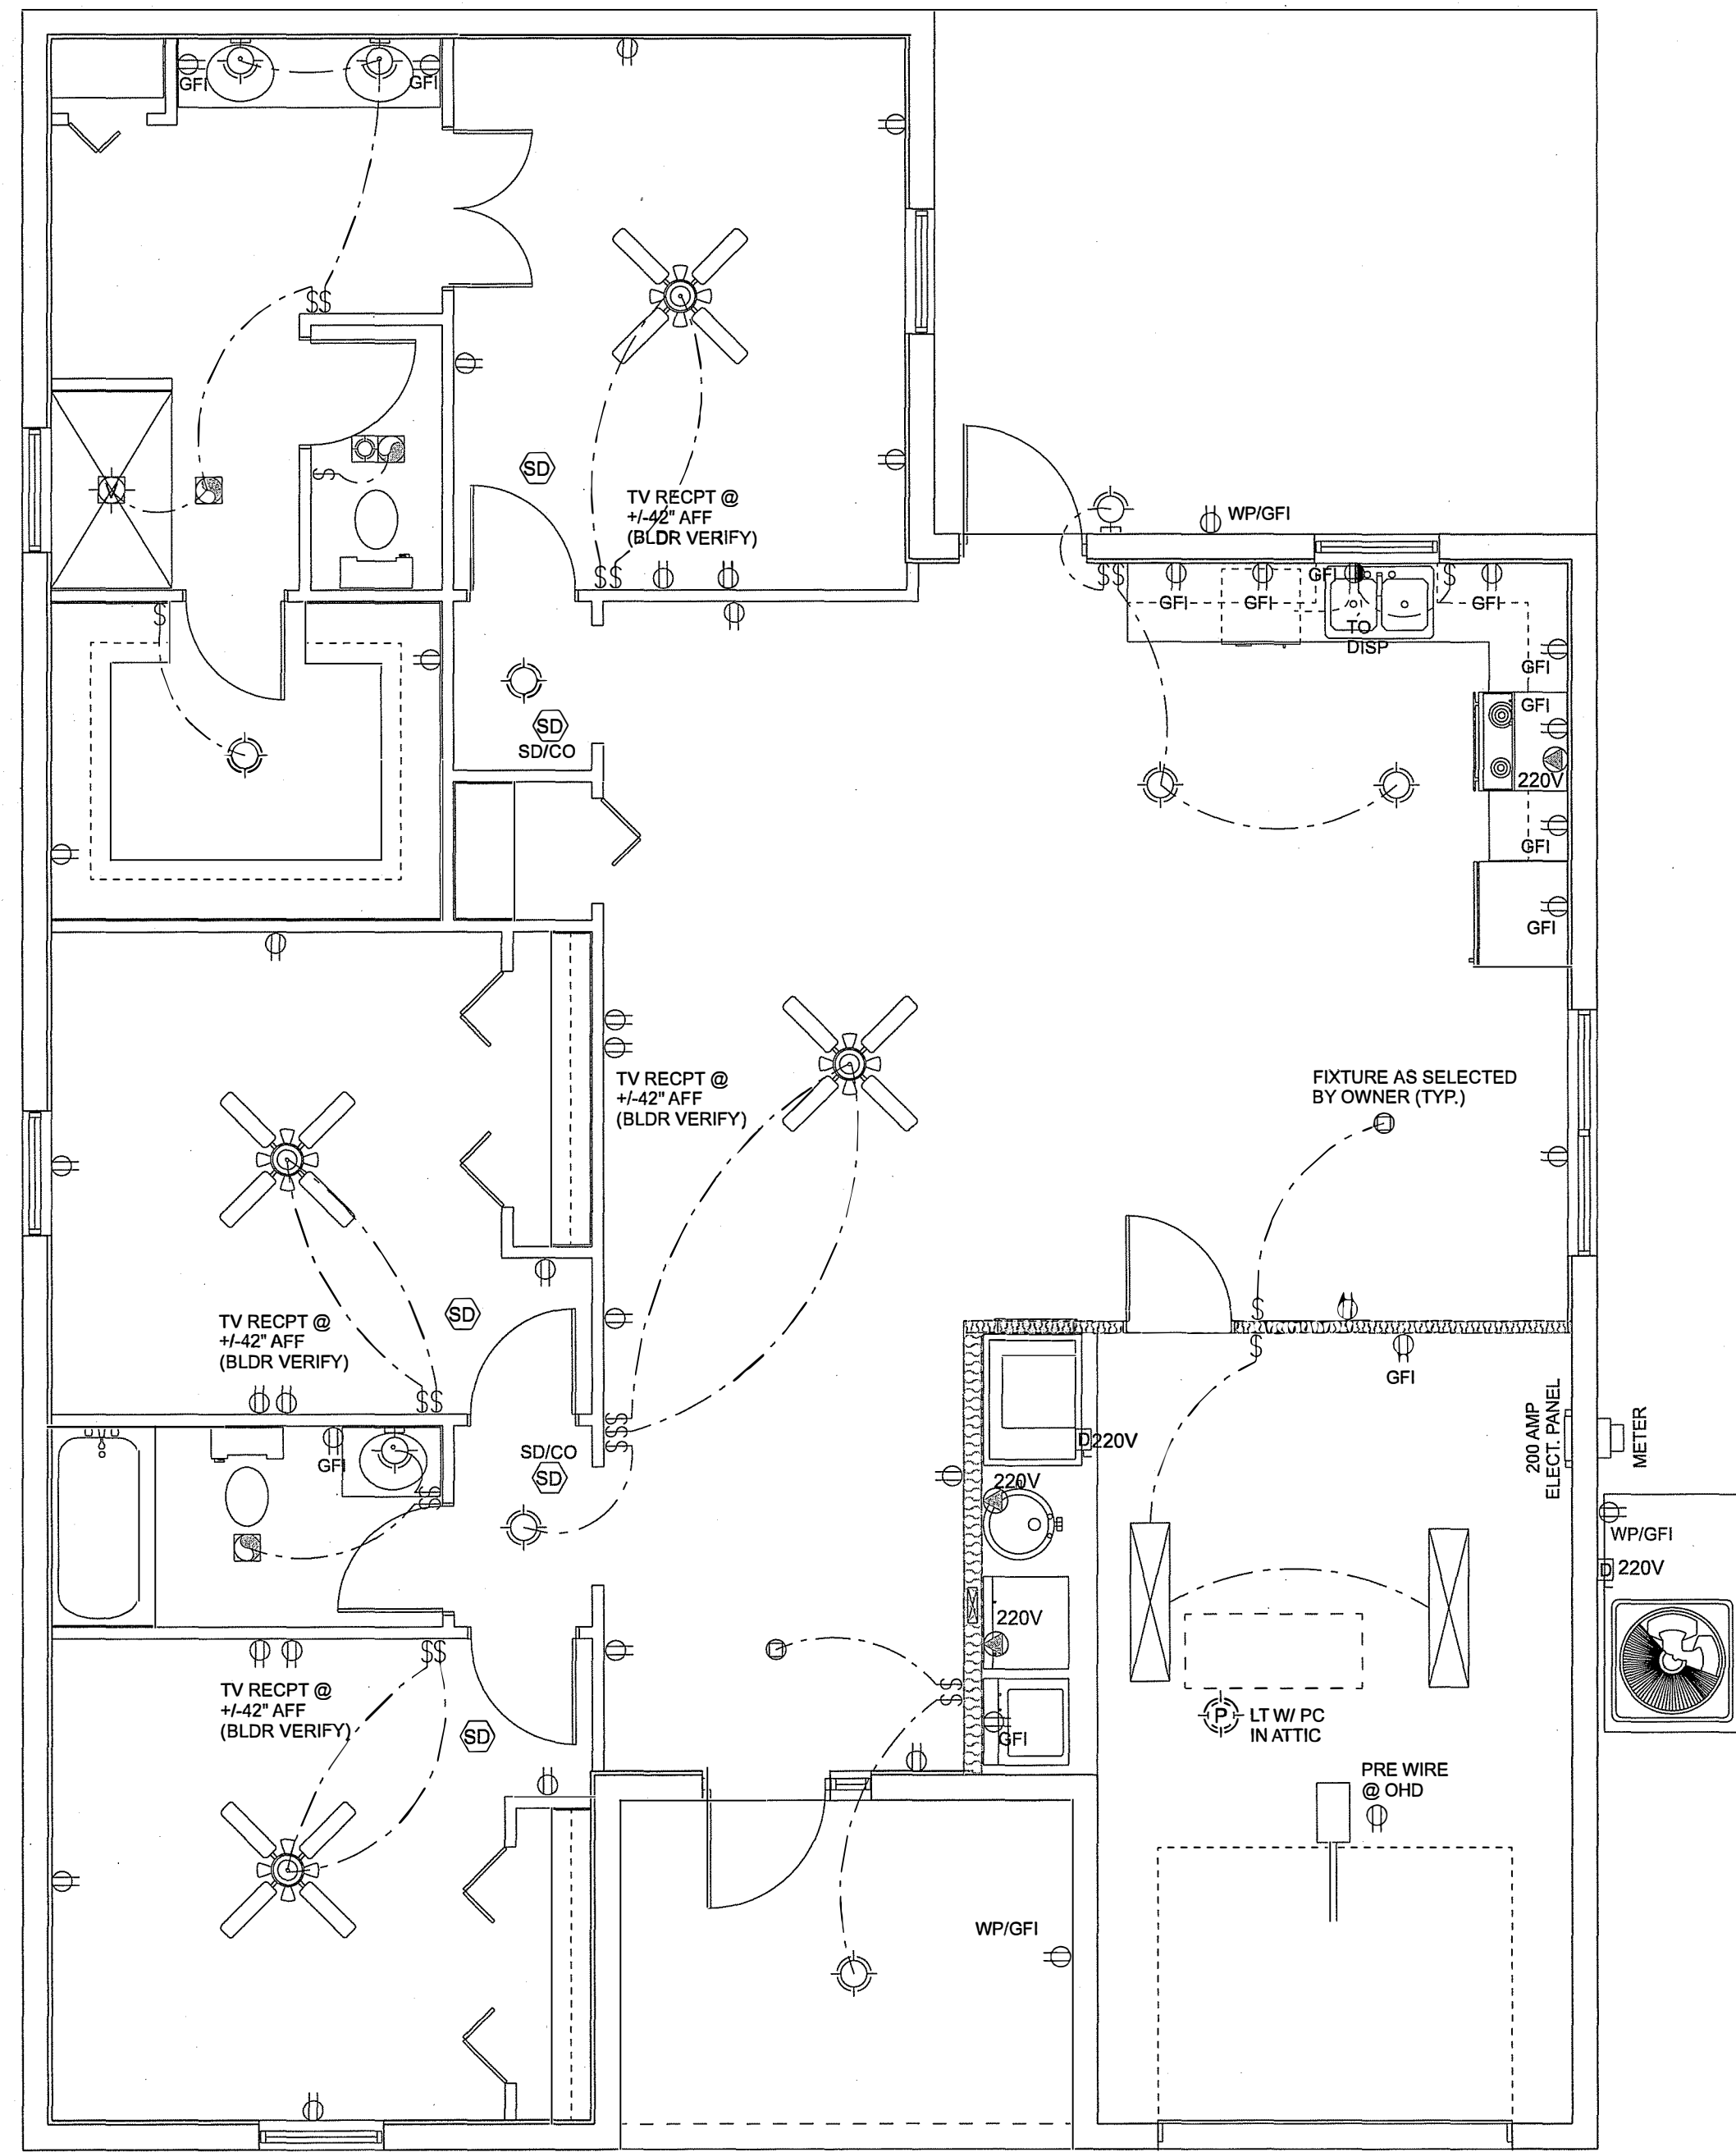 GFI
GFI
SD
TV RECPT @
+/-42" AFF
(BLDR VERIFY)
$$
$$
$
$
WP/GFI
$$
GFI
GFI
GFI
$
GFI
TO
DISP
GFI
GFI
220V
GFI
GFI
SD
SD/CO
TV RECPT @
+/-42" AFF
(BLDR VERIFY)
FIXTURE AS SELECTED
BY OWNER (TYP.)
SD
TV RECPT @
+/-42" AFF
(BLDR VERIFY)
$$
$
$
GFI
200 AMP
ELECT. PANEL
METER
D 220V
220V
$$$
SD/CO
SD
GFI
$$
WP/GFI
D 220V
220V
$$
GFI
P
LT W/ PC
IN ATTIC
PRE WIRE
@ OHD
$$
TV RECPT @
+/-42" AFF
(BLDR VERIFY)
SD
WP/GFI